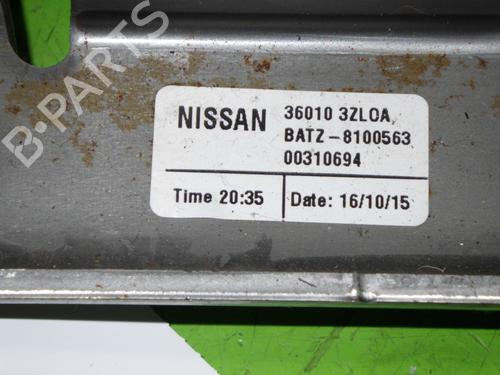 B-PARTS
NISSAN
36010 3ZL0A
BATZ-8100563
00310694
Time 20:35
Date: 16/10/15